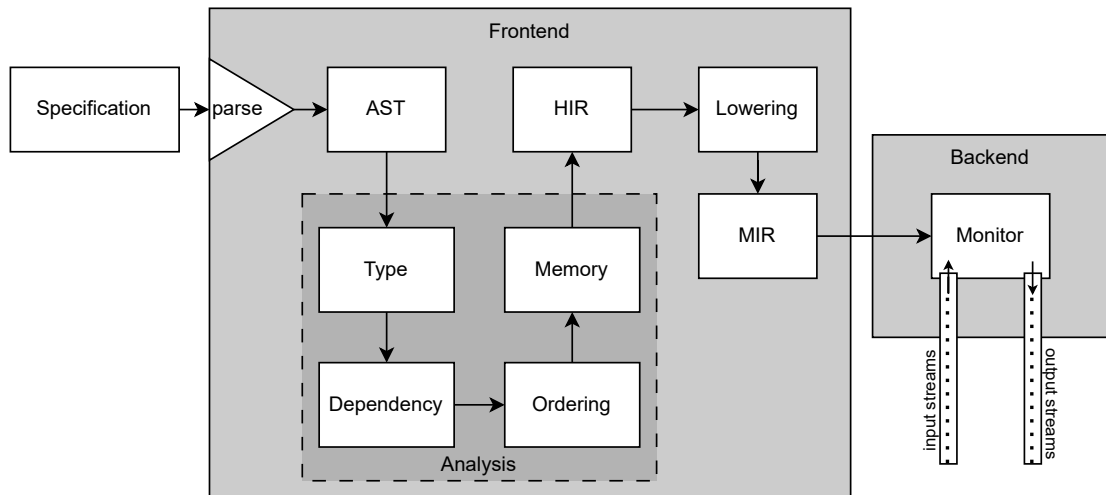 Frontend
Specification
parse
AST
HIR
Lowering
Backend
Type
Memory
MIR
Monitor
Dependency
Ordering
Analysis
input streams
output streams